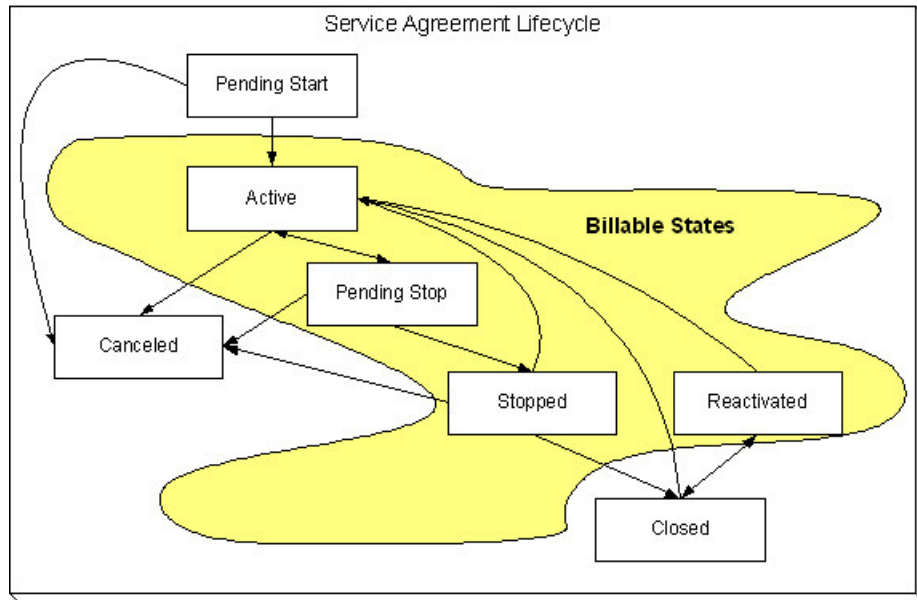 Service Agreement Lifecycle
Pending Start
Active
Billable States
Pending Stop
Canceled
Stopped
Reactivated
Closed